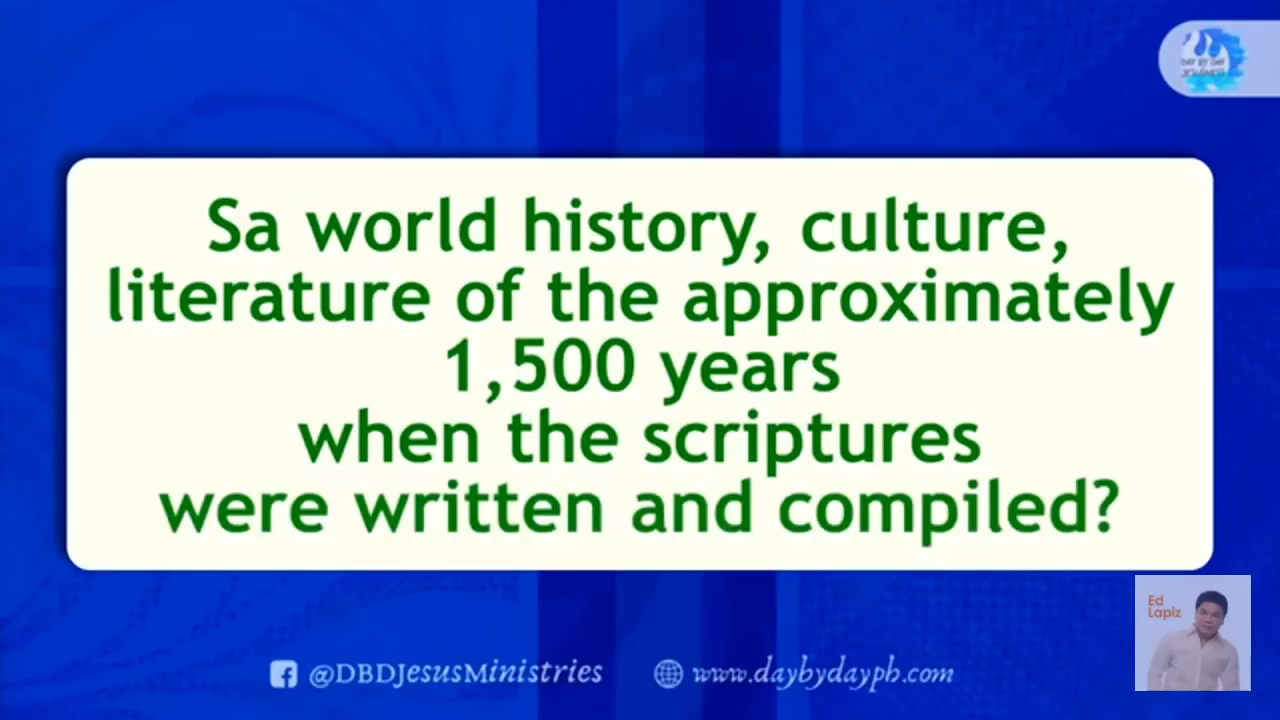 Sa world history, culture,
literature of the approximately
1,500 years
when the scriptures
were written and compiled?
Ed
Lapiz
@DBDJesusMinistries
www.daybydayph.com